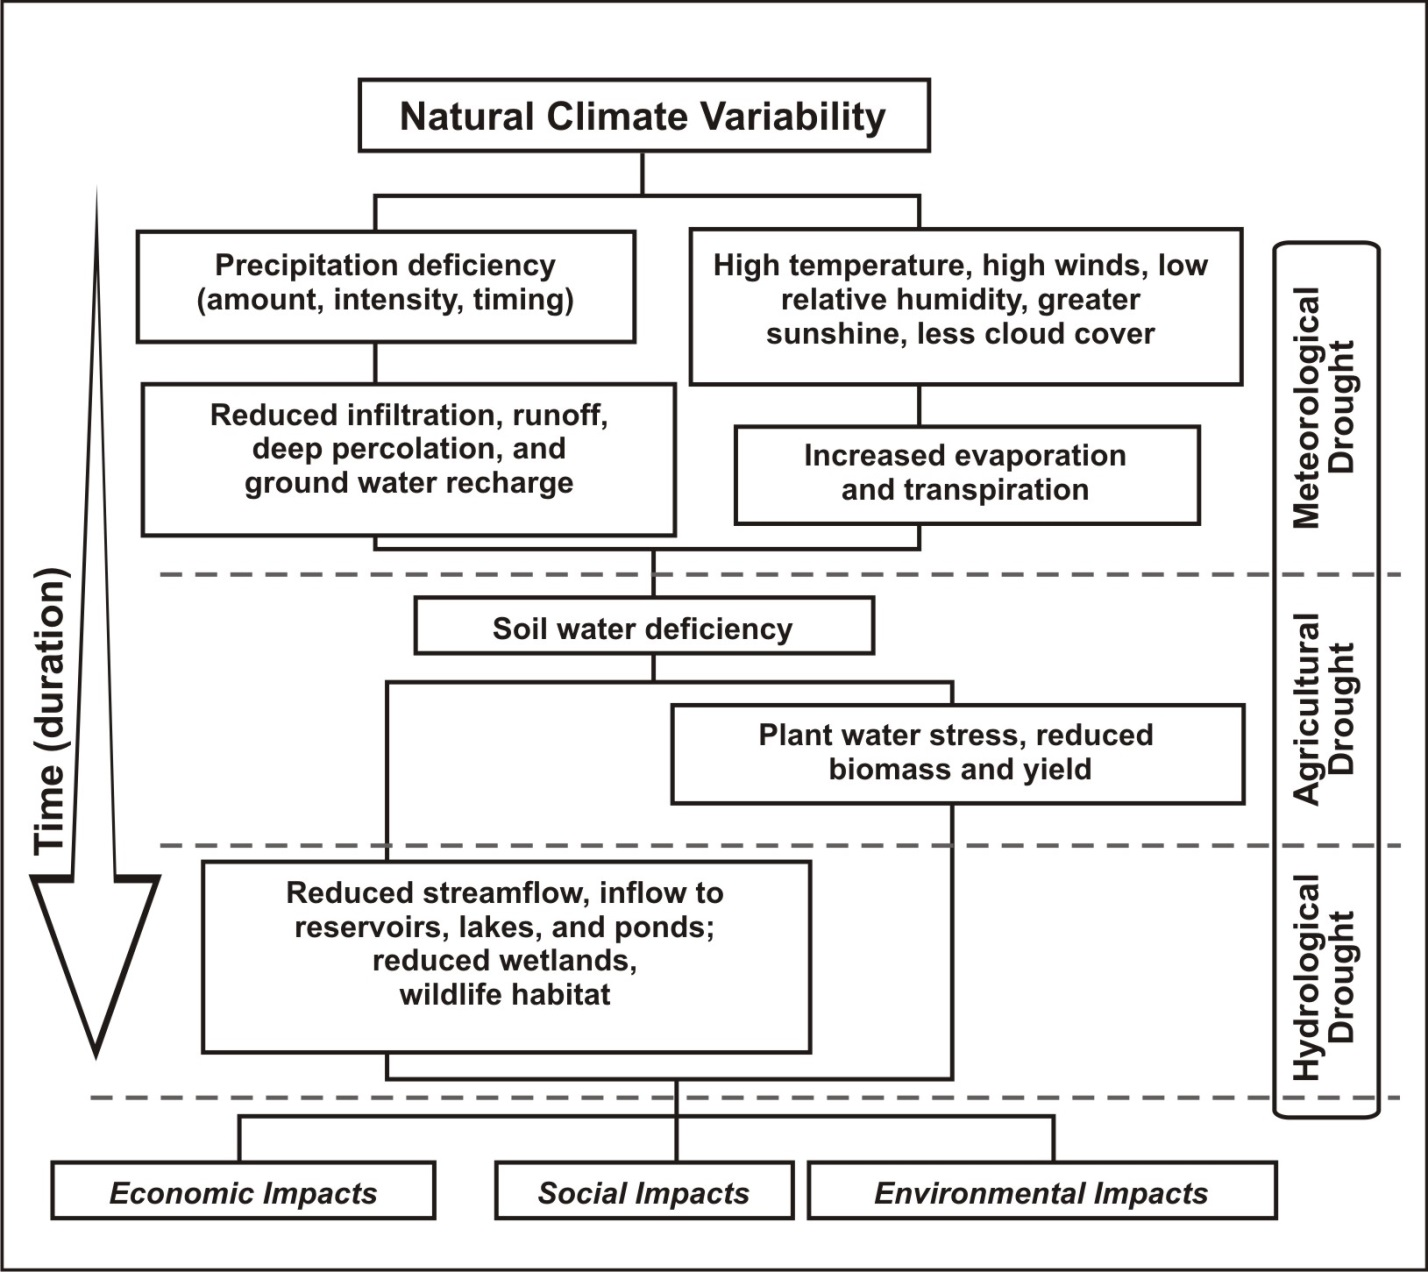 Natural Climate Variability
Precipitation deficiency
(amount, intensity, timing)
High temperature, high winds, low
relative humidity, greater
sunshine, less cloud cover
Reduced infiltration, runoff,
deep percolation, and
ground water recharge
Increased evaporation
and transpiration
Meteorological
Drought
Time (duration)
Soil water deficiency
Plant water stress, reduced
biomass and yield
Agricultural
Drought
Reduced streamflow, inflow to
reservoirs, lakes, and ponds;
reduced wetlands,
wildlife habitat
Hydrological
Drought
Economic Impacts
Social Impacts
Environmental Impacts